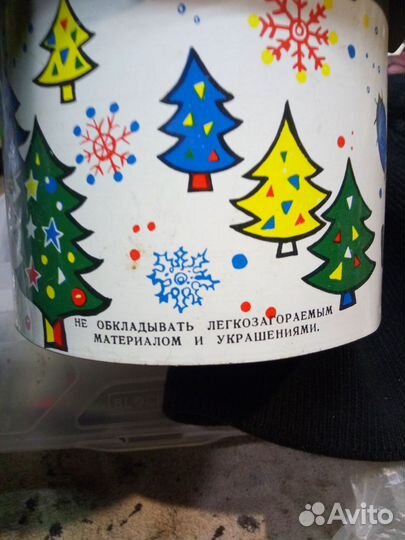 НЕ ОБКЛАДЫВАТЬ ЛЕГКОЗАГОРАЕМЫМ
МАТЕРИАЛОМ И УКРАШЕНИЯМИ.
Avito